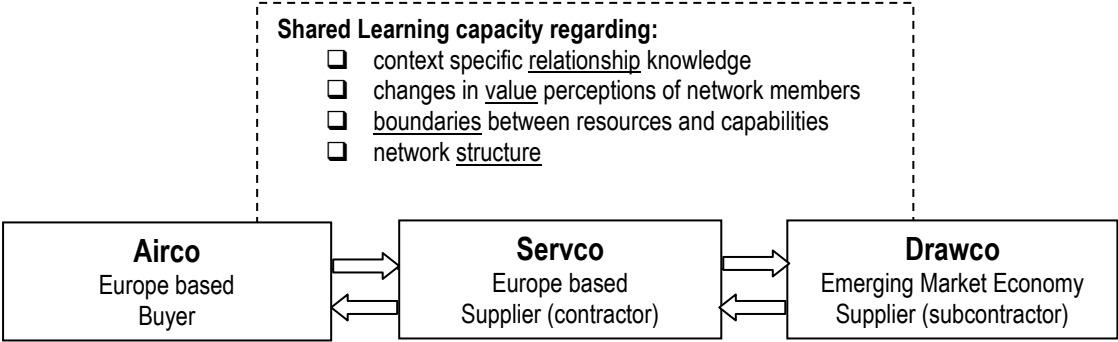 Shared Learning capacity regarding:
❑ context specific relationship knowledge
❑ changes in value perceptions of network members
❑ boundaries between resources and capabilities
❑ network structure
Airco
Europe based
Buyer
Servco
Europe based
Supplier (contractor)
Drawco
Emerging Market Economy
Supplier (subcontractor)